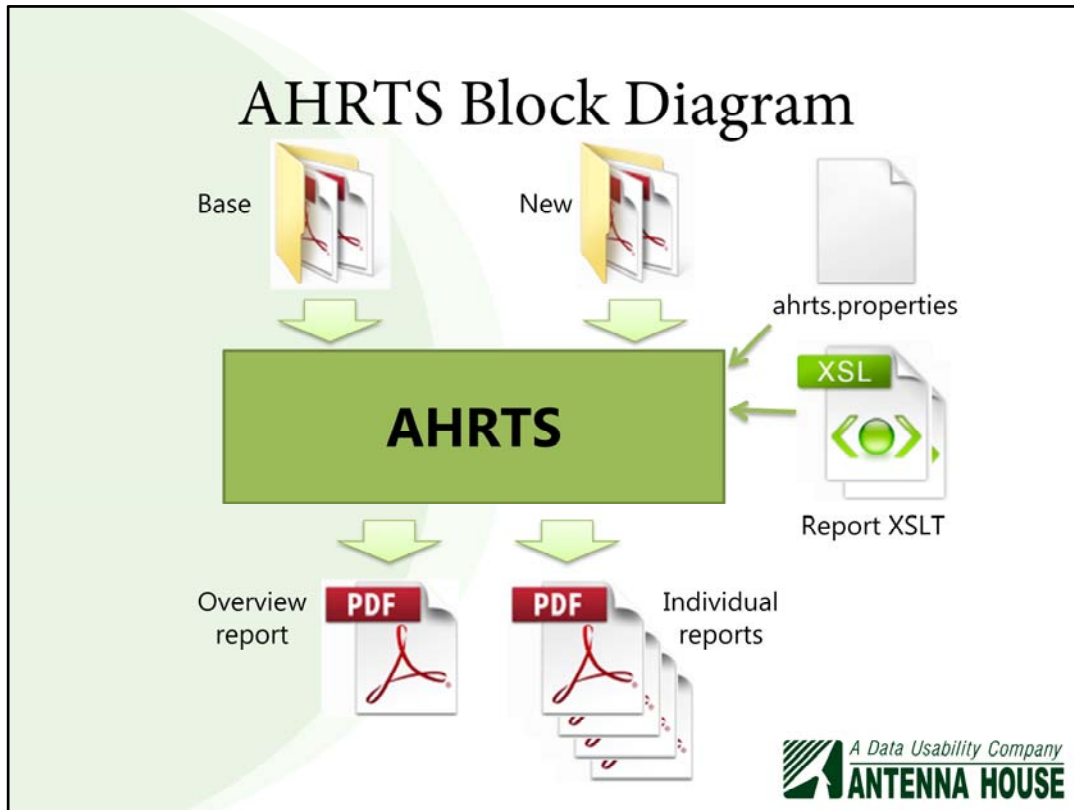 AHRTS Block Diagram
Base
New
ahrts.properties
XSL
AHRTS
Report XSLT
Overview
report
PDF
PDF
Individual
reports
A Data Usability Company
ANTENNA HOUSE